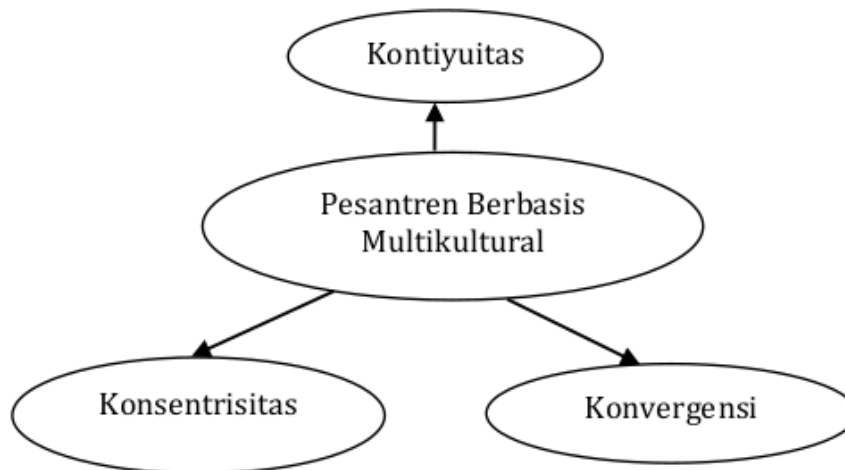 Kontiyuitas
Pesantren Berbasis
Multikultural
Konsentrisitas
Konvergensi